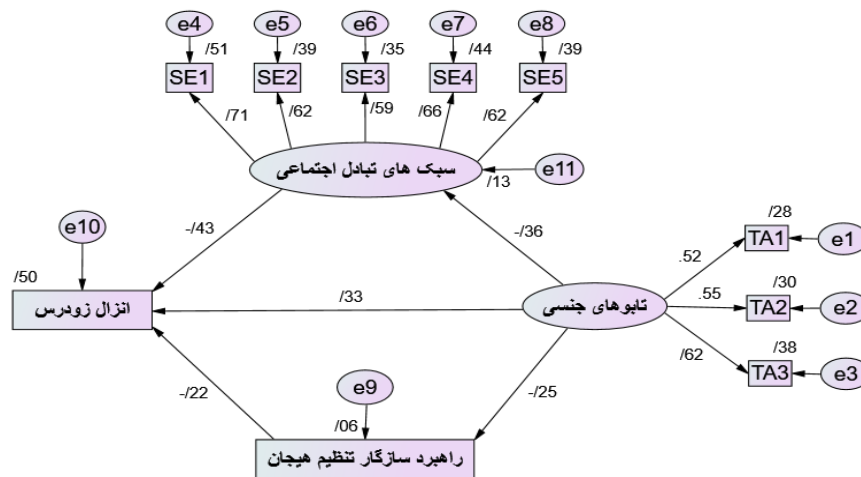 e4
e5
e6
e7
e8
/51
/39
/35
/44
/39
SE1
SE2
SE3
SE4
SE5
/71
/62
/59
/66
/62
سبک های تبادل اجتماعی
/13
e11
e10
-/43
-/36
/28
TA1
e1
.52
/50
انزال زودرس
/33
تابوهای جنسی
.55
/30
TA2
e2
/62
/38
TA3
e3
-/22
e9
-/25
/06
راهبرد سازگار تنظیم هیجان